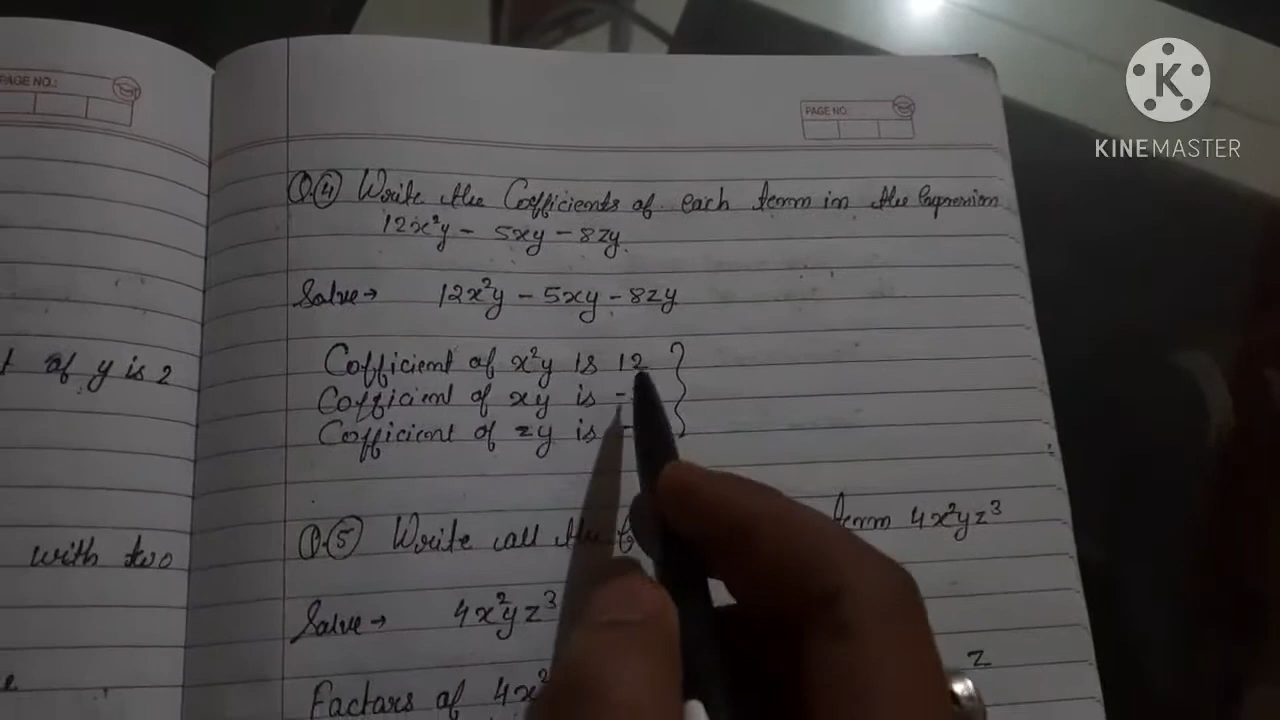 PAGE NO.:
PAGE NO.:
K
KINEMASTER
of y is 2
with two
Q.(4) Write the Cofficients of each term in the Expression
12x²y - 5xy - 8zy.
Solve→ 12x²y - 5xy - 8zy
Cofficient of x²y is 12
Cofficient of xy is -
Cofficient of zy is -
Q.(5) Write all the term 4x²yz³
Solve→ 4x²yz³
Factors of 4x² z